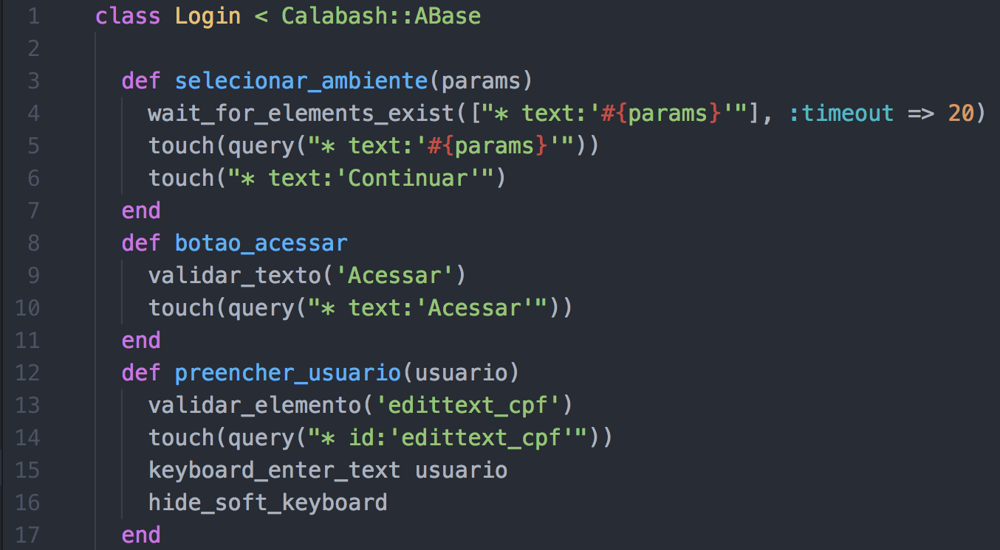 1 class Login < Calabash::ABase
2
3 def selecionar_ambiente(params)
4 wait_for_elements_exist(["* text:'#{params}'"], :timeout => 20)
5 touch(query("* text:'#{params}'"))
6 touch("* text:'Continuar'")
7 end
8 def botao_acessar
9 validar_texto('Acessar')
10 touch(query("* text:'Acessar'"))
11 end
12 def preencher_usuario(usuario)
13 validar_elemento('edittext_cpf')
14 touch(query("* id:'edittext_cpf'"))
15 keyboard_enter_text usuario
16 hide_soft_keyboard
17 end